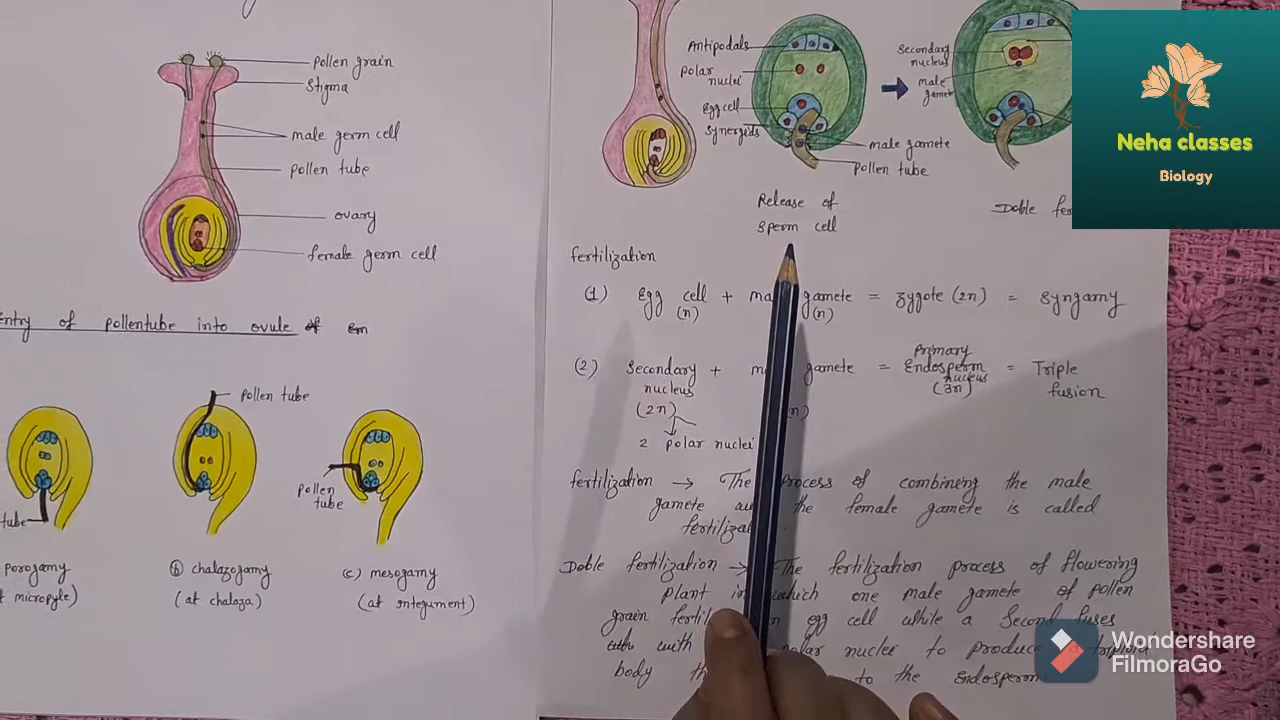 Pollen grain
Stigma
male germ cell
Pollen tube
ovary
female germ cell
entry of pollentube into ovule
Pollen tube
Pollen
tube
tube
porogamy
micropyle)
(b) chalazogamy
(at chaloza)
(c) mesogamy
(at integument)
Antipodals
Polar
nuclei
Egg cell
Synergids
male gamete
Pollen tube
Release of
sperm cell
Secondary
nucleus
male
gamete
Doble
fertilization
(1) Egg cell + gamete = zygote (2n) = Syngamy
(n) (n)
(2) Secondary + gamete = Primary Endosperm nucleus = Triple
nucleus (3n) fusion
(2n)
2 polar nuclei
fertilization → The process of combining the male
gamete the female gamete is called
Doble fertilization → The fertilization process of flowering
plant in which one male gamete of pollen
grain egg cell while a second fuses
with polar nuclei to produce a triploid
body to the Endosperm
Neha classes
Biology
Wondershare
FilmoraGo